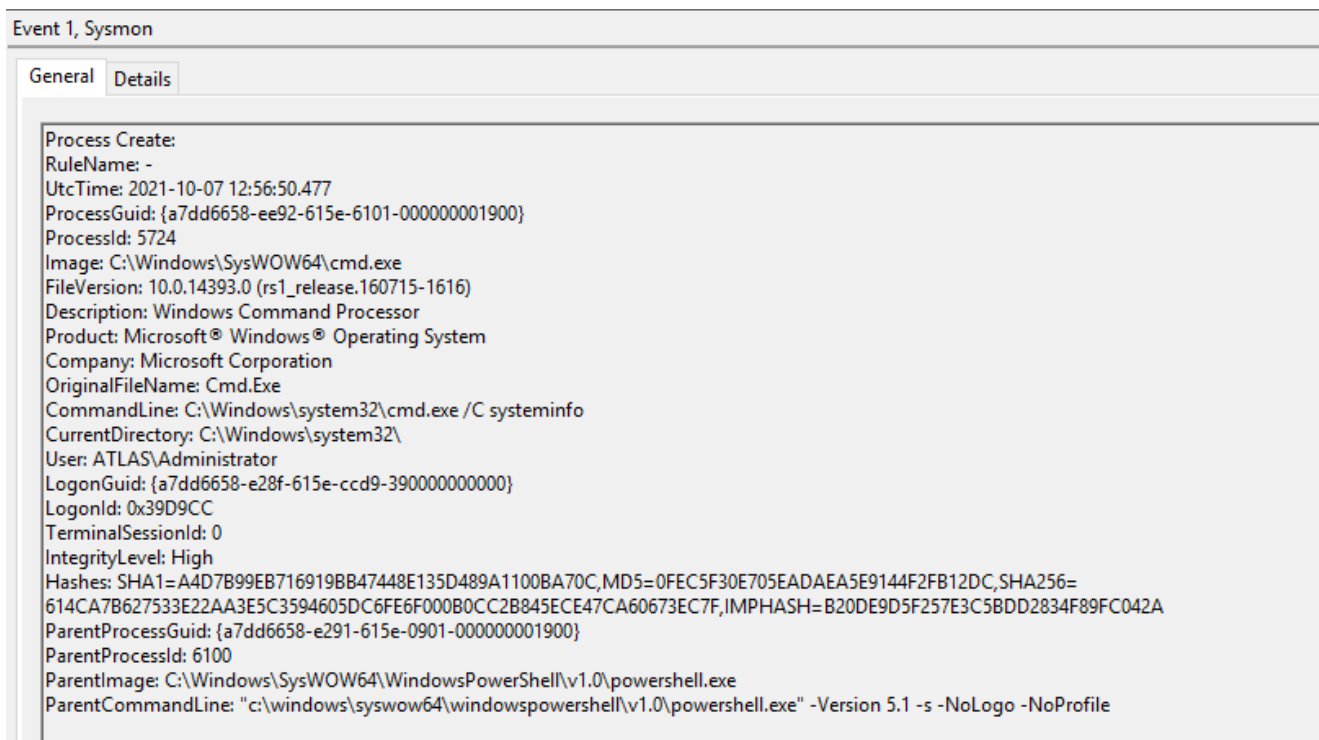 Event 1, Sysmon
General Details
Process Create:
RuleName: -
UtcTime: 2021-10-07 12:56:50.477
ProcessGuid: {a7dd6658-ee92-615e-6101-000000001900}
ProcessId: 5724
Image: C:\Windows\SysWOW64\cmd.exe
FileVersion: 10.0.14393.0 (rs1_release.160715-1616)
Description: Windows Command Processor
Product: Microsoft® Windows® Operating System
Company: Microsoft Corporation
OriginalFileName: Cmd.Exe
CommandLine: C:\Windows\system32\cmd.exe /C systeminfo
CurrentDirectory: C:\Windows\system32\
User: ATLAS\Administrator
LogonGuid: {a7dd6658-e28f-615e-ccd9-390000000000}
LogonId: 0x39D9CC
TerminalSessionId: 0
IntegrityLevel: High
Hashes: SHA1=A4D7B99EB716919BB47448E135D489A1100BA70C,MD5=0FEC5F30E705EADAEA5E9144F2FB12DC,SHA256=
614CA7B627533E22AA3E5C3594605DC6FE6F000B0CC2B845ECE47CA60673EC7F,IMPHASH=B20DE9D5F257E3C5BDD2834F89FC042A
ParentProcessGuid: {a7dd6658-e291-615e-0901-000000001900}
ParentProcessId: 6100
ParentImage: C:\Windows\SysWOW64\WindowsPowerShell\v1.0\powershell.exe
ParentCommandLine: "c:\windows\syswow64\windowspowershell\v1.0\powershell.exe" -Version 5.1 -s -NoLogo -NoProfile